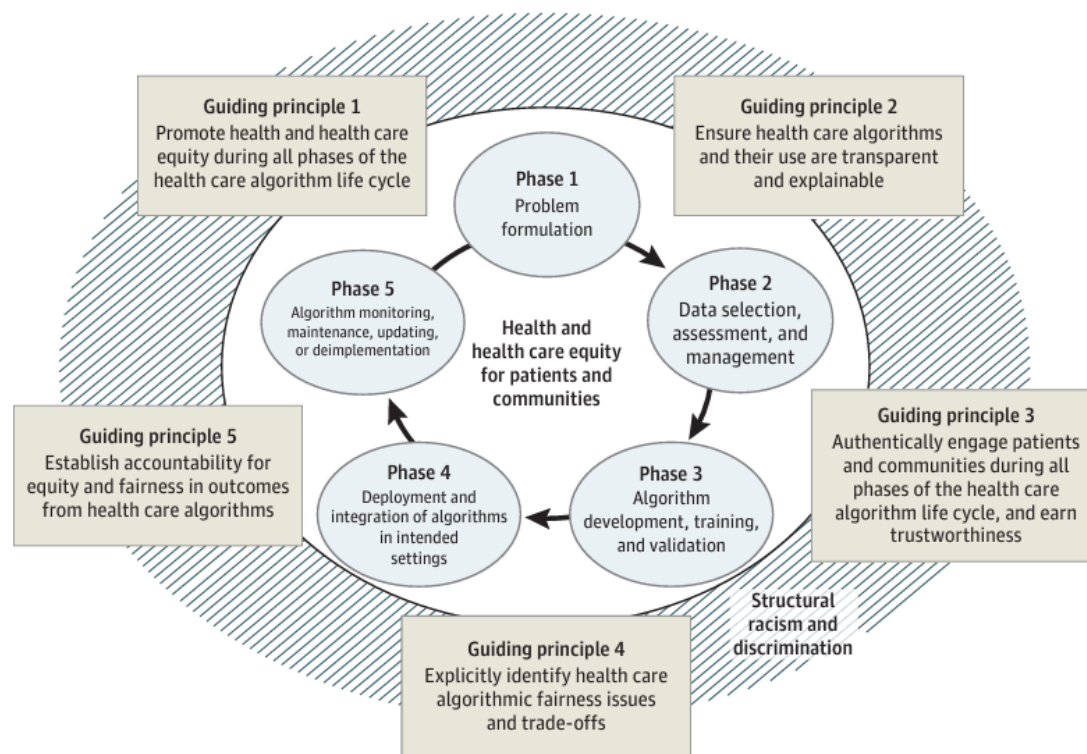 Guiding principle 1
Promote health and health care
equity during all phases of the
health care algorithm life cycle
Guiding principle 2
Ensure health care algorithms
and their use are transparent
and explainable
Phase 1
Problem
formulation
Phase 2
Data selection,
assessment, and
management
Phase 5
Algorithm monitoring,
maintenance, updating,
or deimplementation
Health and
health care equity
for patients and
communities
Guiding principle 3
Authentically engage patients
and communities during all
phases of the health care
algorithm life cycle, and earn
trustworthiness
Guiding principle 5
Establish accountability for
equity and fairness in outcomes
from health care algorithms
Phase 4
Deployment and
integration of algorithms
in intended
settings
Phase 3
Algorithm
development, training,
and validation
Structural
racism and
discrimination
Guiding principle 4
Explicitly identify health care
algorithmic fairness issues
and trade-offs